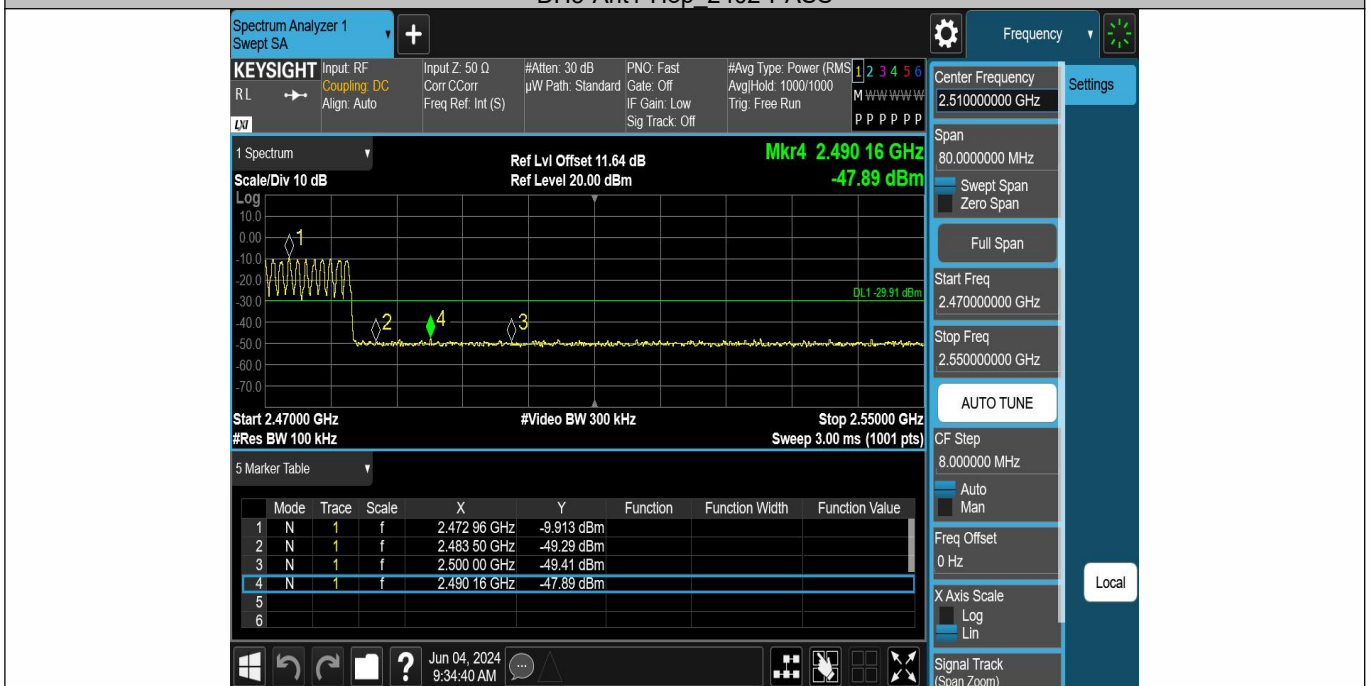 Spectrum Analyzer 1
Swept SA
+
Frequency
KEYSIGHT
RL
LXI
Input: RF
Coupling: DC
Align: Auto
Input Z: 50 Ω
Corr CCorr
Freq Ref: Int (S)
#Atten: 30 dB
µW Path: Standard
PNO: Fast
Gate: Off
IF Gain: Low
Sig Track: Off
#Avg Type: Power (RMS
Avg|Hold: 1000/1000
Trig: Free Run
1 2 3 4 5 6
M W W W W W
P P P P P P
1 Spectrum
Scale/Div 10 dB
Ref Lvl Offset 11.64 dB
Ref Level 20.00 dBm
Mkr4 2.490 16 GHz
-47.89 dBm
Log
10.0
0.00
-10.0
-20.0
-30.0
-40.0
-50.0
-60.0
-70.0
1
2
4
3
DL1 -29.91 dBm
Start 2.47000 GHz
#Video BW 300 kHz
Stop 2.55000 GHz
#Res BW 100 kHz
Sweep 3.00 ms (1001 pts)
5 Marker Table
Mode Trace Scale X Y Function Function Width Function Value
1 N 1 f 2.472 96 GHz -9.913 dBm
2 N 1 f 2.483 50 GHz -49.29 dBm
3 N 1 f 2.500 00 GHz -49.41 dBm
4 N 1 f 2.490 16 GHz -47.89 dBm
5
6
?
Jun 04, 2024
9:34:40 AM
Center Frequency
2.510000000 GHz
Span
80.0000000 MHz
Swept Span
Zero Span
Full Span
Start Freq
2.470000000 GHz
Stop Freq
2.550000000 GHz
AUTO TUNE
CF Step
8.000000 MHz
Auto
Man
Freq Offset
0 Hz
X Axis Scale
Log
Lin
Signal Track
(Span Zoom)
Settings
Local